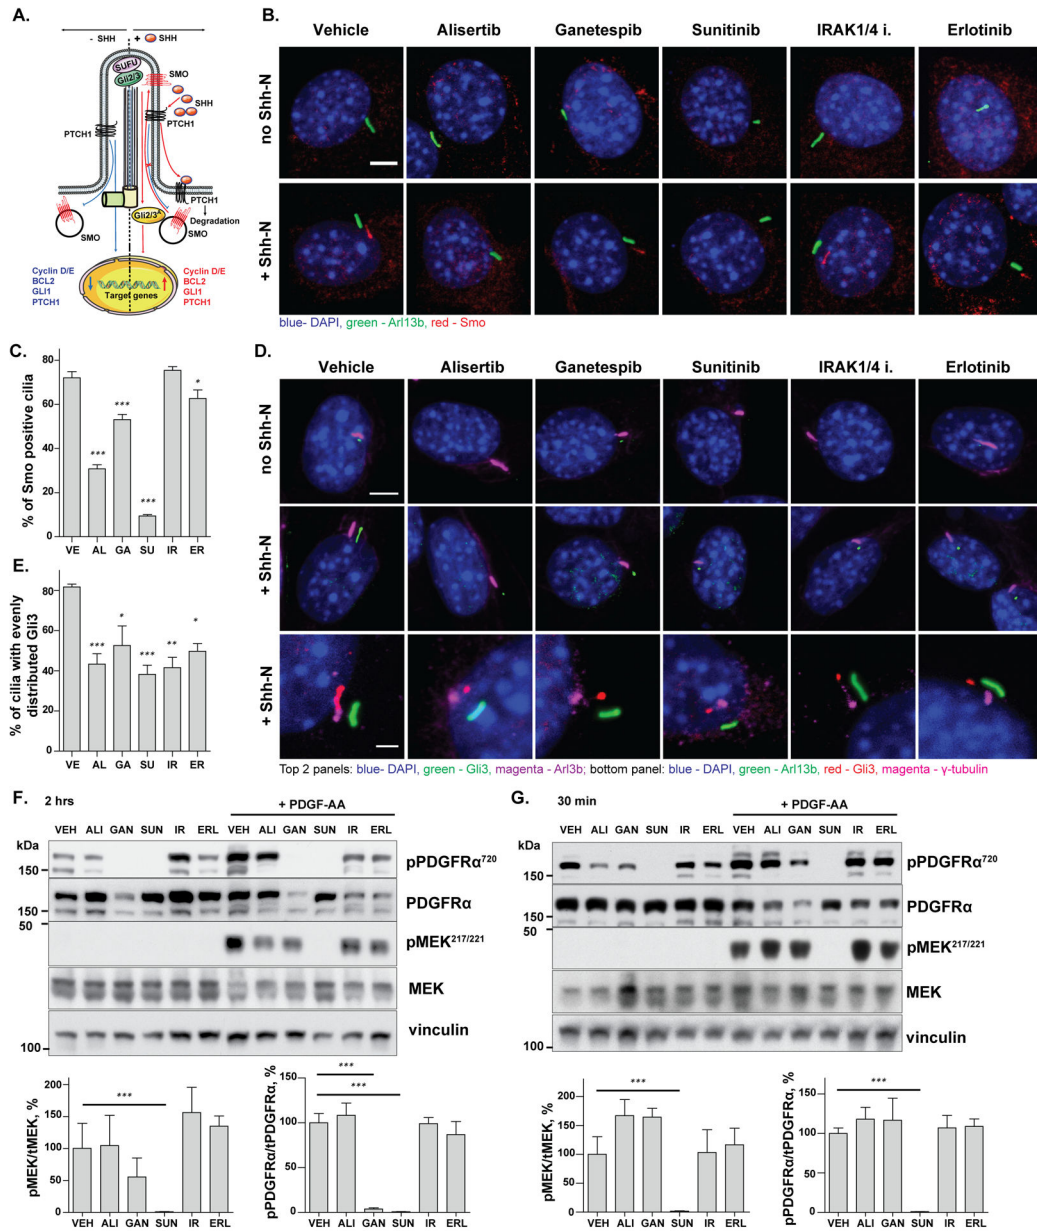 A.
- SHH + SHH
SUFU
Gli2/3
SMO
SHH
PTCH1
PTCH1
PTCH1
Degradation
Gli2/3ᴬ
SMO
SMO
Cyclin D/E
BCL2
GLI1
PTCH1
Target genes
Cyclin D/E
BCL2
GLI1
PTCH1
B.
Vehicle Alisertib Ganetespib Sunitinib IRAK1/4 i. Erlotinib
no Shh-N
+ Shh-N
blue- DAPI, green - Arl13b, red - Smo
C.
% of Smo positive cilia
80
60
40
20
0
***
***
***
*
VE AL GA SU IR ER
D.
Vehicle Alisertib Ganetespib Sunitinib IRAK1/4 i. Erlotinib
no Shh-N
+ Shh-N
+ Shh-N
Top 2 panels: blue- DAPI, green - Gli3, magenta - Arl3b; bottom panel: blue - DAPI, green - Arl13b, red - Gli3, magenta - γ-tubulin
E.
% of cilia with evenly
distributed Gli3
80
60
40
20
0
***
*
***
**
*
VE AL GA SU IR ER
F.
2 hrs
+ PDGF-AA
kDa
VEH ALI GAN SUN IR ERL VEH ALI GAN SUN IR ERL
150
pPDGFRα⁷²⁰
150
PDGFRα
50
pMEK²¹⁷/²²¹
MEK
100
vinculin
pMEK/tMEK, %
200
150
100
50
0
***
VEH ALI GAN SUN IR ERL
pPDGFRα/tPDGFRα, %
150
100
50
0
***
***
VEH ALI GAN SUN IR ERL
G.
30 min
+ PDGF-AA
kDa
VEH ALI GAN SUN IR ERL VEH ALI GAN SUN IR ERL
150
pPDGFRα⁷²⁰
150
PDGFRα
50
pMEK²¹⁷/²²¹
MEK
100
vinculin
pMEK/tMEK, %
200
150
100
50
0
***
VEH ALI GAN SUN IR ERL
pPDGFRα/tPDGFRα, %
200
150
100
50
0
***
VEH ALI GAN SUN IR ERL